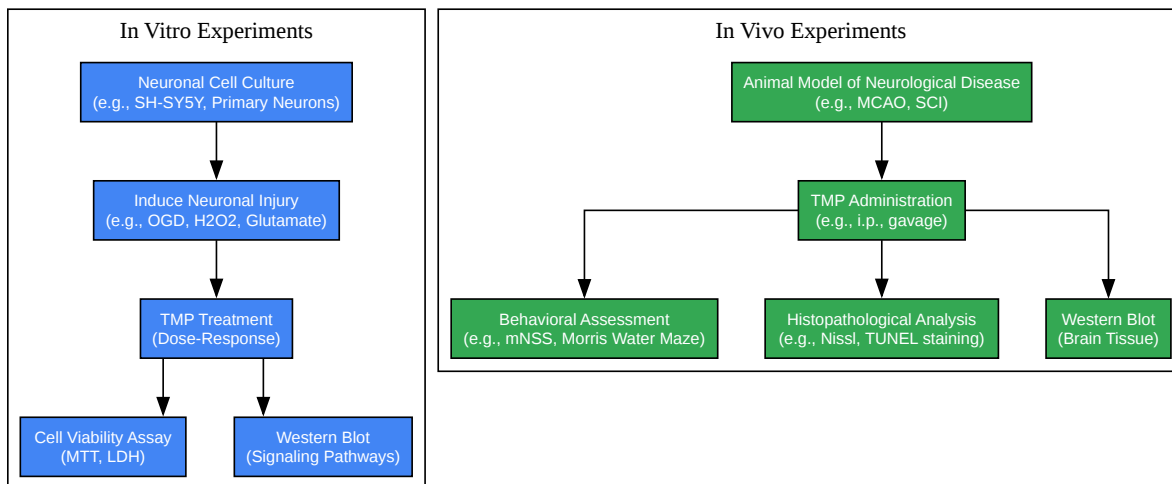 In Vitro Experiments
Neuronal Cell Culture
(e.g., SH-SY5Y, Primary Neurons)
Induce Neuronal Injury
(e.g., OGD, H2O2, Glutamate)
TMP Treatment
(Dose-Response)
Cell Viability Assay
(MTT, LDH)
Western Blot
(Signaling Pathways)
In Vivo Experiments
Animal Model of Neurological Disease
(e.g., MCAO, SCI)
TMP Administration
(e.g., i.p., gavage)
Behavioral Assessment
(e.g., mNSS, Morris Water Maze)
Histopathological Analysis
(e.g., Nissl, TUNEL staining)
Western Blot
(Brain Tissue)